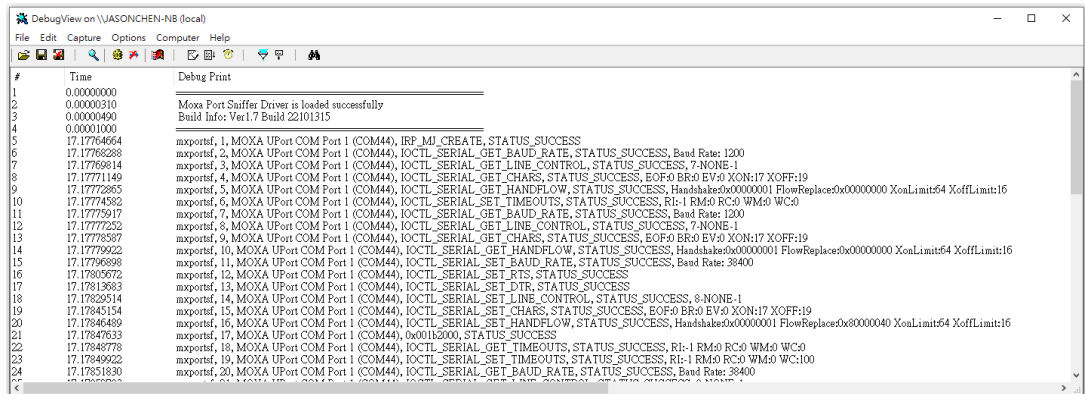 DebugView on \\JASONCHEN-NB (local)
File Edit Capture Options Computer Help
# Time Debug Print
1 0.00000000 ════════════════════════════
2 0.00000310 Moxa Port Sniffer Driver is loaded successfully
3 0.00000490 Build Info: Ver1.7 Build 22101315
4 0.00001000 ════════════════════════════
5 17.17764664 mxportsf, 1, MOXA UPort COM Port 1 (COM44), IRP_MJ_CREATE, STATUS_SUCCESS
6 17.17768288 mxportsf, 2, MOXA UPort COM Port 1 (COM44), IOCTL_SERIAL_GET_BAUD_RATE, STATUS_SUCCESS, Baud Rate: 1200
7 17.17769814 mxportsf, 3, MOXA UPort COM Port 1 (COM44), IOCTL_SERIAL_GET_LINE_CONTROL, STATUS_SUCCESS, 7-NONE-1
8 17.17771149 mxportsf, 4, MOXA UPort COM Port 1 (COM44), IOCTL_SERIAL_GET_CHARS, STATUS_SUCCESS, EOF:0 BR:0 EV:0 XON:17 XOFF:19
9 17.17772865 mxportsf, 5, MOXA UPort COM Port 1 (COM44), IOCTL_SERIAL_GET_HANDFLOW, STATUS_SUCCESS, Handshake:0x00000001 FlowReplace:0x00000000 XonLimit:64 XoffLimit:16
10 17.17774582 mxportsf, 6, MOXA UPort COM Port 1 (COM44), IOCTL_SERIAL_SET_TIMEOUTS, STATUS_SUCCESS, RI:-1 RM:0 RC:0 WM:0 WC:0
11 17.17775917 mxportsf, 7, MOXA UPort COM Port 1 (COM44), IOCTL_SERIAL_GET_BAUD_RATE, STATUS_SUCCESS, Baud Rate: 1200
12 17.17777252 mxportsf, 8, MOXA UPort COM Port 1 (COM44), IOCTL_SERIAL_GET_LINE_CONTROL, STATUS_SUCCESS, 7-NONE-1
13 17.17778587 mxportsf, 9, MOXA UPort COM Port 1 (COM44), IOCTL_SERIAL_GET_CHARS, STATUS_SUCCESS, EOF:0 BR:0 EV:0 XON:17 XOFF:19
14 17.17779922 mxportsf, 10, MOXA UPort COM Port 1 (COM44), IOCTL_SERIAL_GET_HANDFLOW, STATUS_SUCCESS, Handshake:0x00000001 FlowReplace:0x00000000 XonLimit:64 XoffLimit:16
15 17.17796898 mxportsf, 11, MOXA UPort COM Port 1 (COM44), IOCTL_SERIAL_SET_BAUD_RATE, STATUS_SUCCESS, Baud Rate: 38400
16 17.17805672 mxportsf, 12, MOXA UPort COM Port 1 (COM44), IOCTL_SERIAL_SET_RTS, STATUS_SUCCESS
17 17.17813683 mxportsf, 13, MOXA UPort COM Port 1 (COM44), IOCTL_SERIAL_SET_DTR, STATUS_SUCCESS
18 17.17829514 mxportsf, 14, MOXA UPort COM Port 1 (COM44), IOCTL_SERIAL_SET_LINE_CONTROL, STATUS_SUCCESS, 8-NONE-1
19 17.17845154 mxportsf, 15, MOXA UPort COM Port 1 (COM44), IOCTL_SERIAL_SET_CHARS, STATUS_SUCCESS, EOF:0 BR:0 EV:0 XON:17 XOFF:19
20 17.17846489 mxportsf, 16, MOXA UPort COM Port 1 (COM44), IOCTL_SERIAL_SET_HANDFLOW, STATUS_SUCCESS, Handshake:0x00000001 FlowReplace:0x80000040 XonLimit:64 XoffLimit:16
21 17.17847633 mxportsf, 17, MOXA UPort COM Port 1 (COM44), 0x001b2000, STATUS_SUCCESS
22 17.17848778 mxportsf, 18, MOXA UPort COM Port 1 (COM44), IOCTL_SERIAL_GET_TIMEOUTS, STATUS_SUCCESS, RI:-1 RM:0 RC:0 WM:0 WC:0
23 17.17849922 mxportsf, 19, MOXA UPort COM Port 1 (COM44), IOCTL_SERIAL_SET_TIMEOUTS, STATUS_SUCCESS, RI:-1 RM:0 RC:0 WM:0 WC:100
24 17.17851830 mxportsf, 20, MOXA UPort COM Port 1 (COM44), IOCTL_SERIAL_GET_BAUD_RATE, STATUS_SUCCESS, Baud Rate: 38400